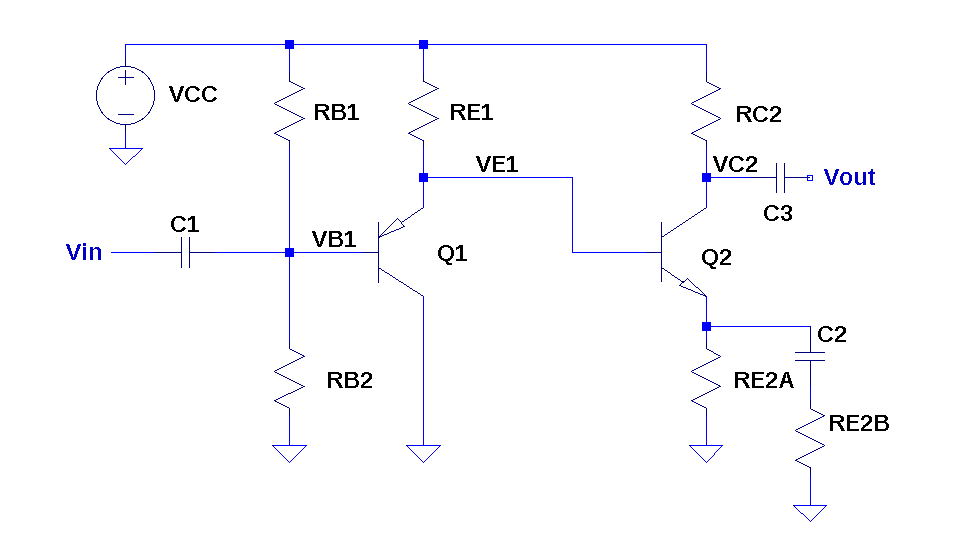 VCC
RB1
RE1
RC2
VE1
VC2
Vout
C3
C1
Vin
VB1
Q1
Q2
C2
RB2
RE2A
RE2B